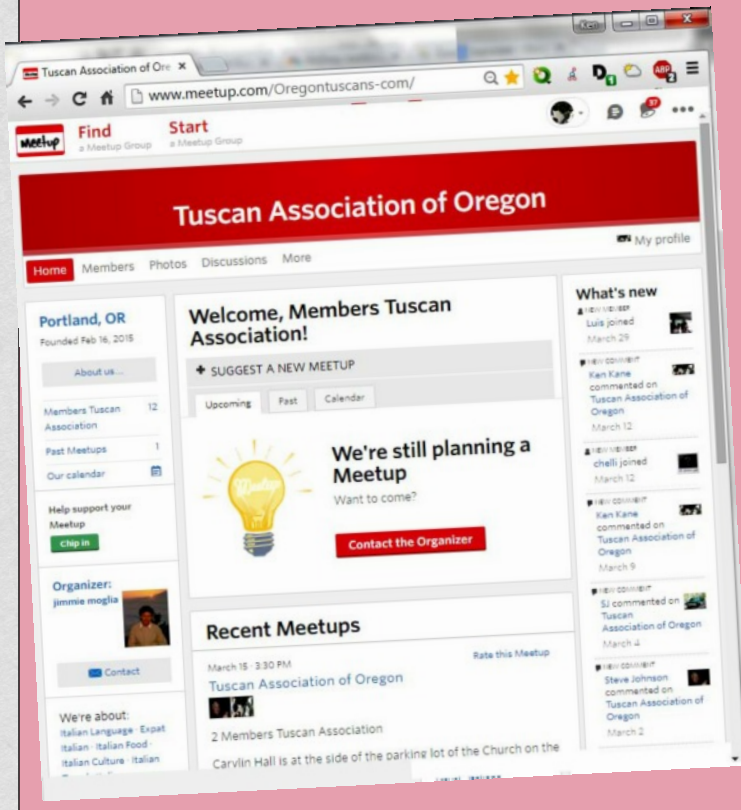 Ken
Tuscan Association of Ore
www.meetup.com/Oregontuscans-com/
ABP
2
D
1
Meetup
Find
a Meetup Group
Start
a Meetup Group
37
Tuscan Association of Oregon
Home
Members
Photos
Discussions
More
My profile
Portland, OR
Founded Feb 16, 2015
About us...
Members Tuscan 12
Association
Past Meetups 1
Our calendar
Help support your
Meetup
Chip in
Organizer:
jimmie moglia
Contact
We're about:
Italian Language · Expat
Italian · Italian Food ·
Italian Culture · Italian
Welcome, Members Tuscan
Association!
+ SUGGEST A NEW MEETUP
Upcoming
Past
Calendar
Meetup
We're still planning a
Meetup
Want to come?
Contact the Organizer
Recent Meetups
March 15 · 3:30 PM
Rate this Meetup
Tuscan Association of Oregon
2 Members Tuscan Association
Carvlin Hall is at the side of the parking lot of the Church on the
What's new
NEW MEMBER
Luis joined
March 29
NEW COMMENT
Ken Kane
commented on
Tuscan Association of
Oregon
March 12
NEW MEMBER
chelli joined
March 12
NEW COMMENT
Ken Kane
commented on
Tuscan Association of
Oregon
March 9
NEW COMMENT
SJ commented on
Tuscan
Association of Oregon
March 4
NEW COMMENT
Steve Johnson
commented on
Tuscan Association of
Oregon
March 2